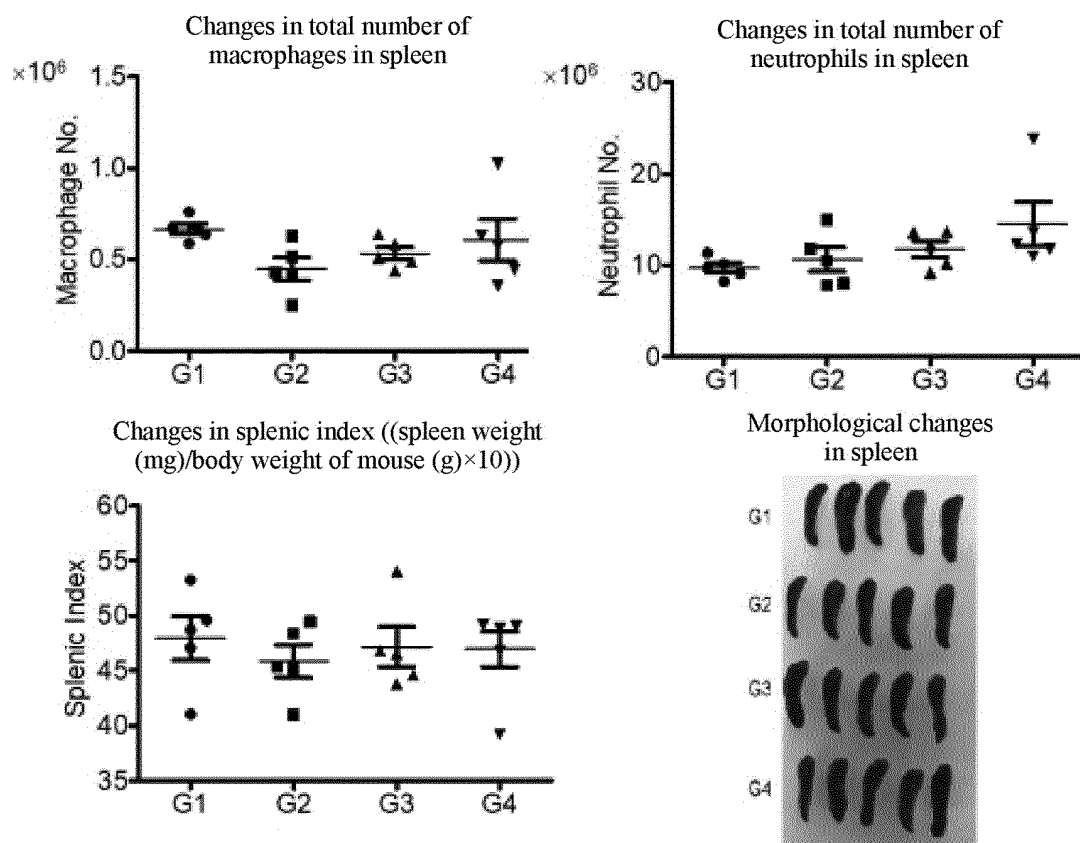 Changes in total number of
macrophages in spleen
×10⁶
1.5
1.0
0.5
0.0
Macrophage No.
G1 G2 G3 G4
Changes in total number of
neutrophils in spleen
×10⁶
30
20
10
0
Neutrophil No.
G1 G2 G3 G4
Changes in splenic index ((spleen weight
(mg)/body weight of mouse (g)×10))
60
55
50
45
40
35
Splenic Index
G1 G2 G3 G4
Morphological changes
in spleen
G1
G2
G3
G4